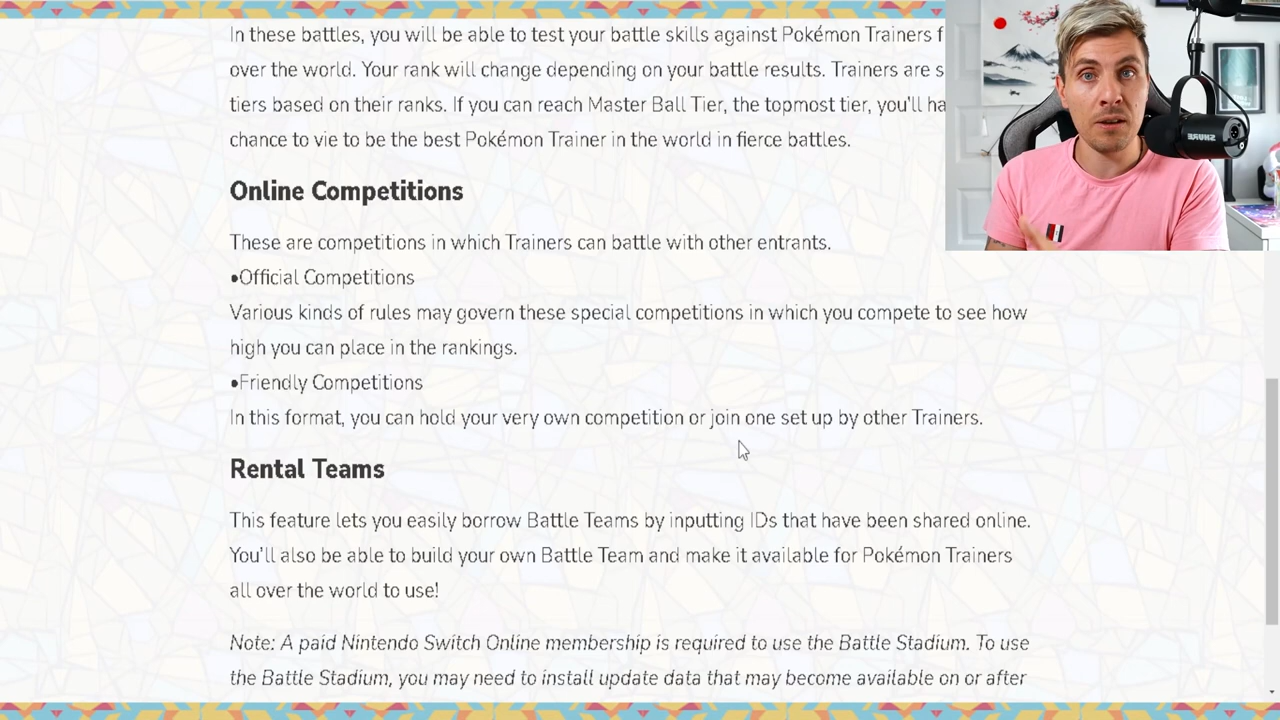 In these battles, you will be able to test your battle skills against Pokémon Trainers
over the world. Your rank will change depending on your battle results. Trainers are
tiers based on their ranks. If you can reach Master Ball Tier, the topmost tier, you'll
chance to vie to be the best Pokémon Trainer in the world in fierce battles.
Online Competitions
These are competitions in which Trainers can battle with other entrants.
•Official Competitions
Various kinds of rules may govern these special competitions in which you compete to see how
high you can place in the rankings.
•Friendly Competitions
In this format, you can hold your very own competition or join one set up by other Trainers.
Rental Teams
This feature lets you easily borrow Battle Teams by inputting IDs that have been shared online.
You'll also be able to build your own Battle Team and make it available for Pokémon Trainers
all over the world to use!
Note: A paid Nintendo Switch Online membership is required to use the Battle Stadium. To use
the Battle Stadium, you may need to install update data that may become available on or after
SHURE